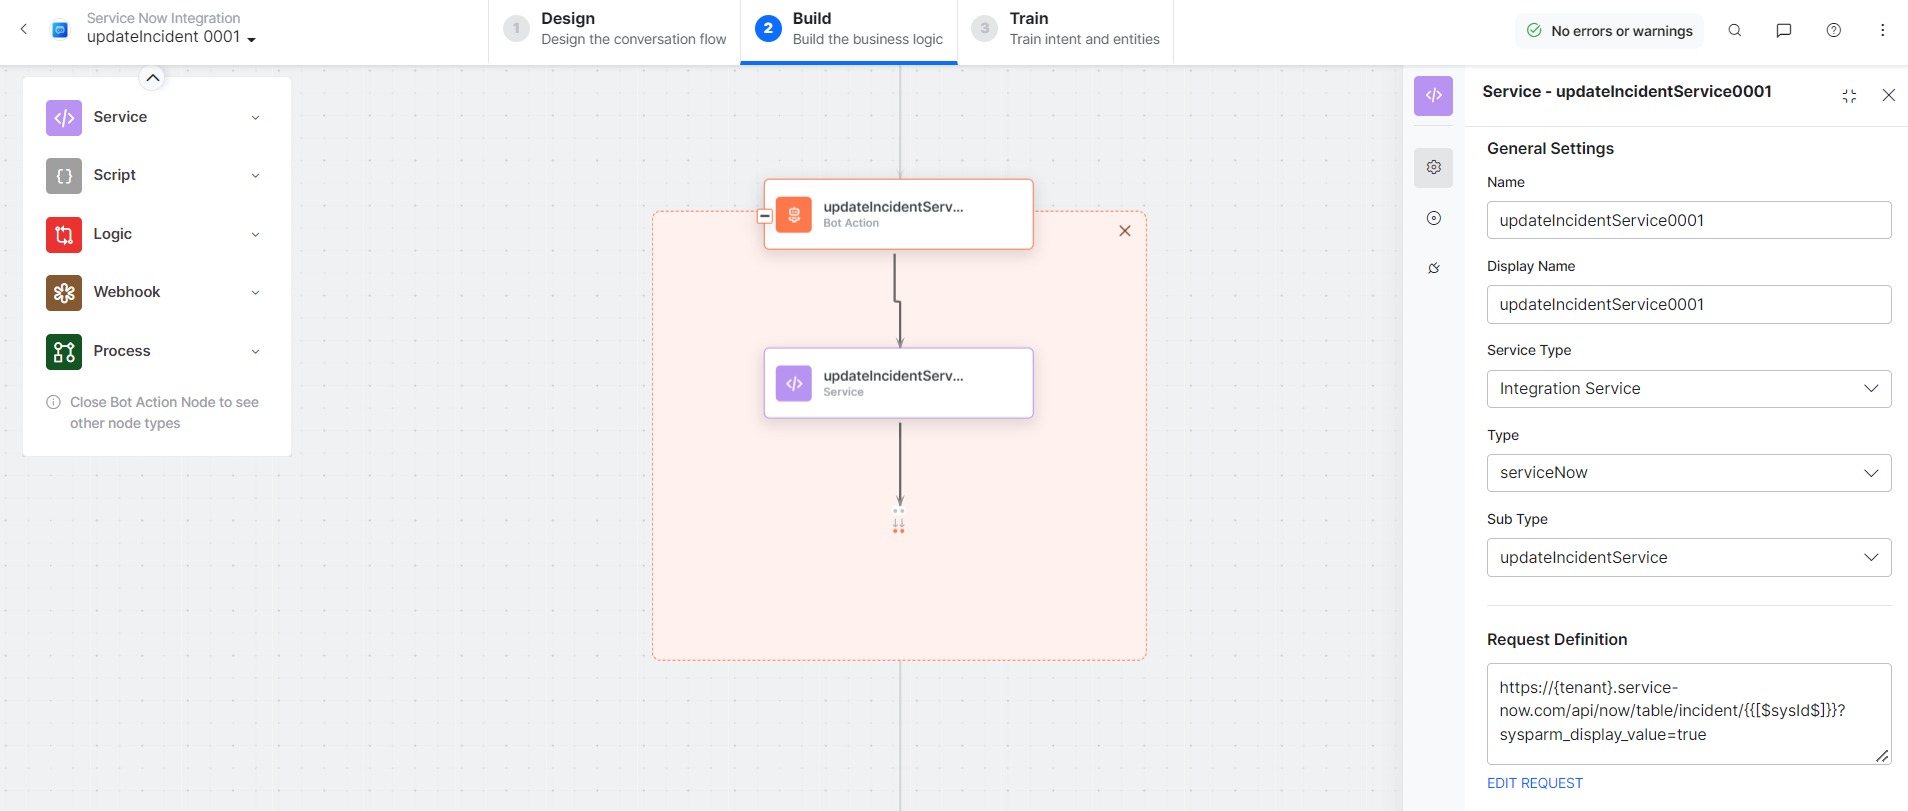 Service Now Integration
updateIncident 0001
1
Design
Design the conversation flow
2
Build
Build the business logic
3
Train
Train intent and entities
No errors or warnings
Service
Script
Logic
Webhook
Process
Close Bot Action Node to see
other node types
updateIncidentServ...
Bot Action
updateIncidentServ...
Service
Service - updateIncidentService0001
General Settings
Name
updateIncidentService0001
Display Name
updateIncidentService0001
Service Type
Integration Service
Type
serviceNow
Sub Type
updateIncidentService
Request Definition
https://{tenant}.service-
now.com/api/now/table/incident/{{[$sysId$]}}?
sysparm_display_value=true
EDIT REQUEST